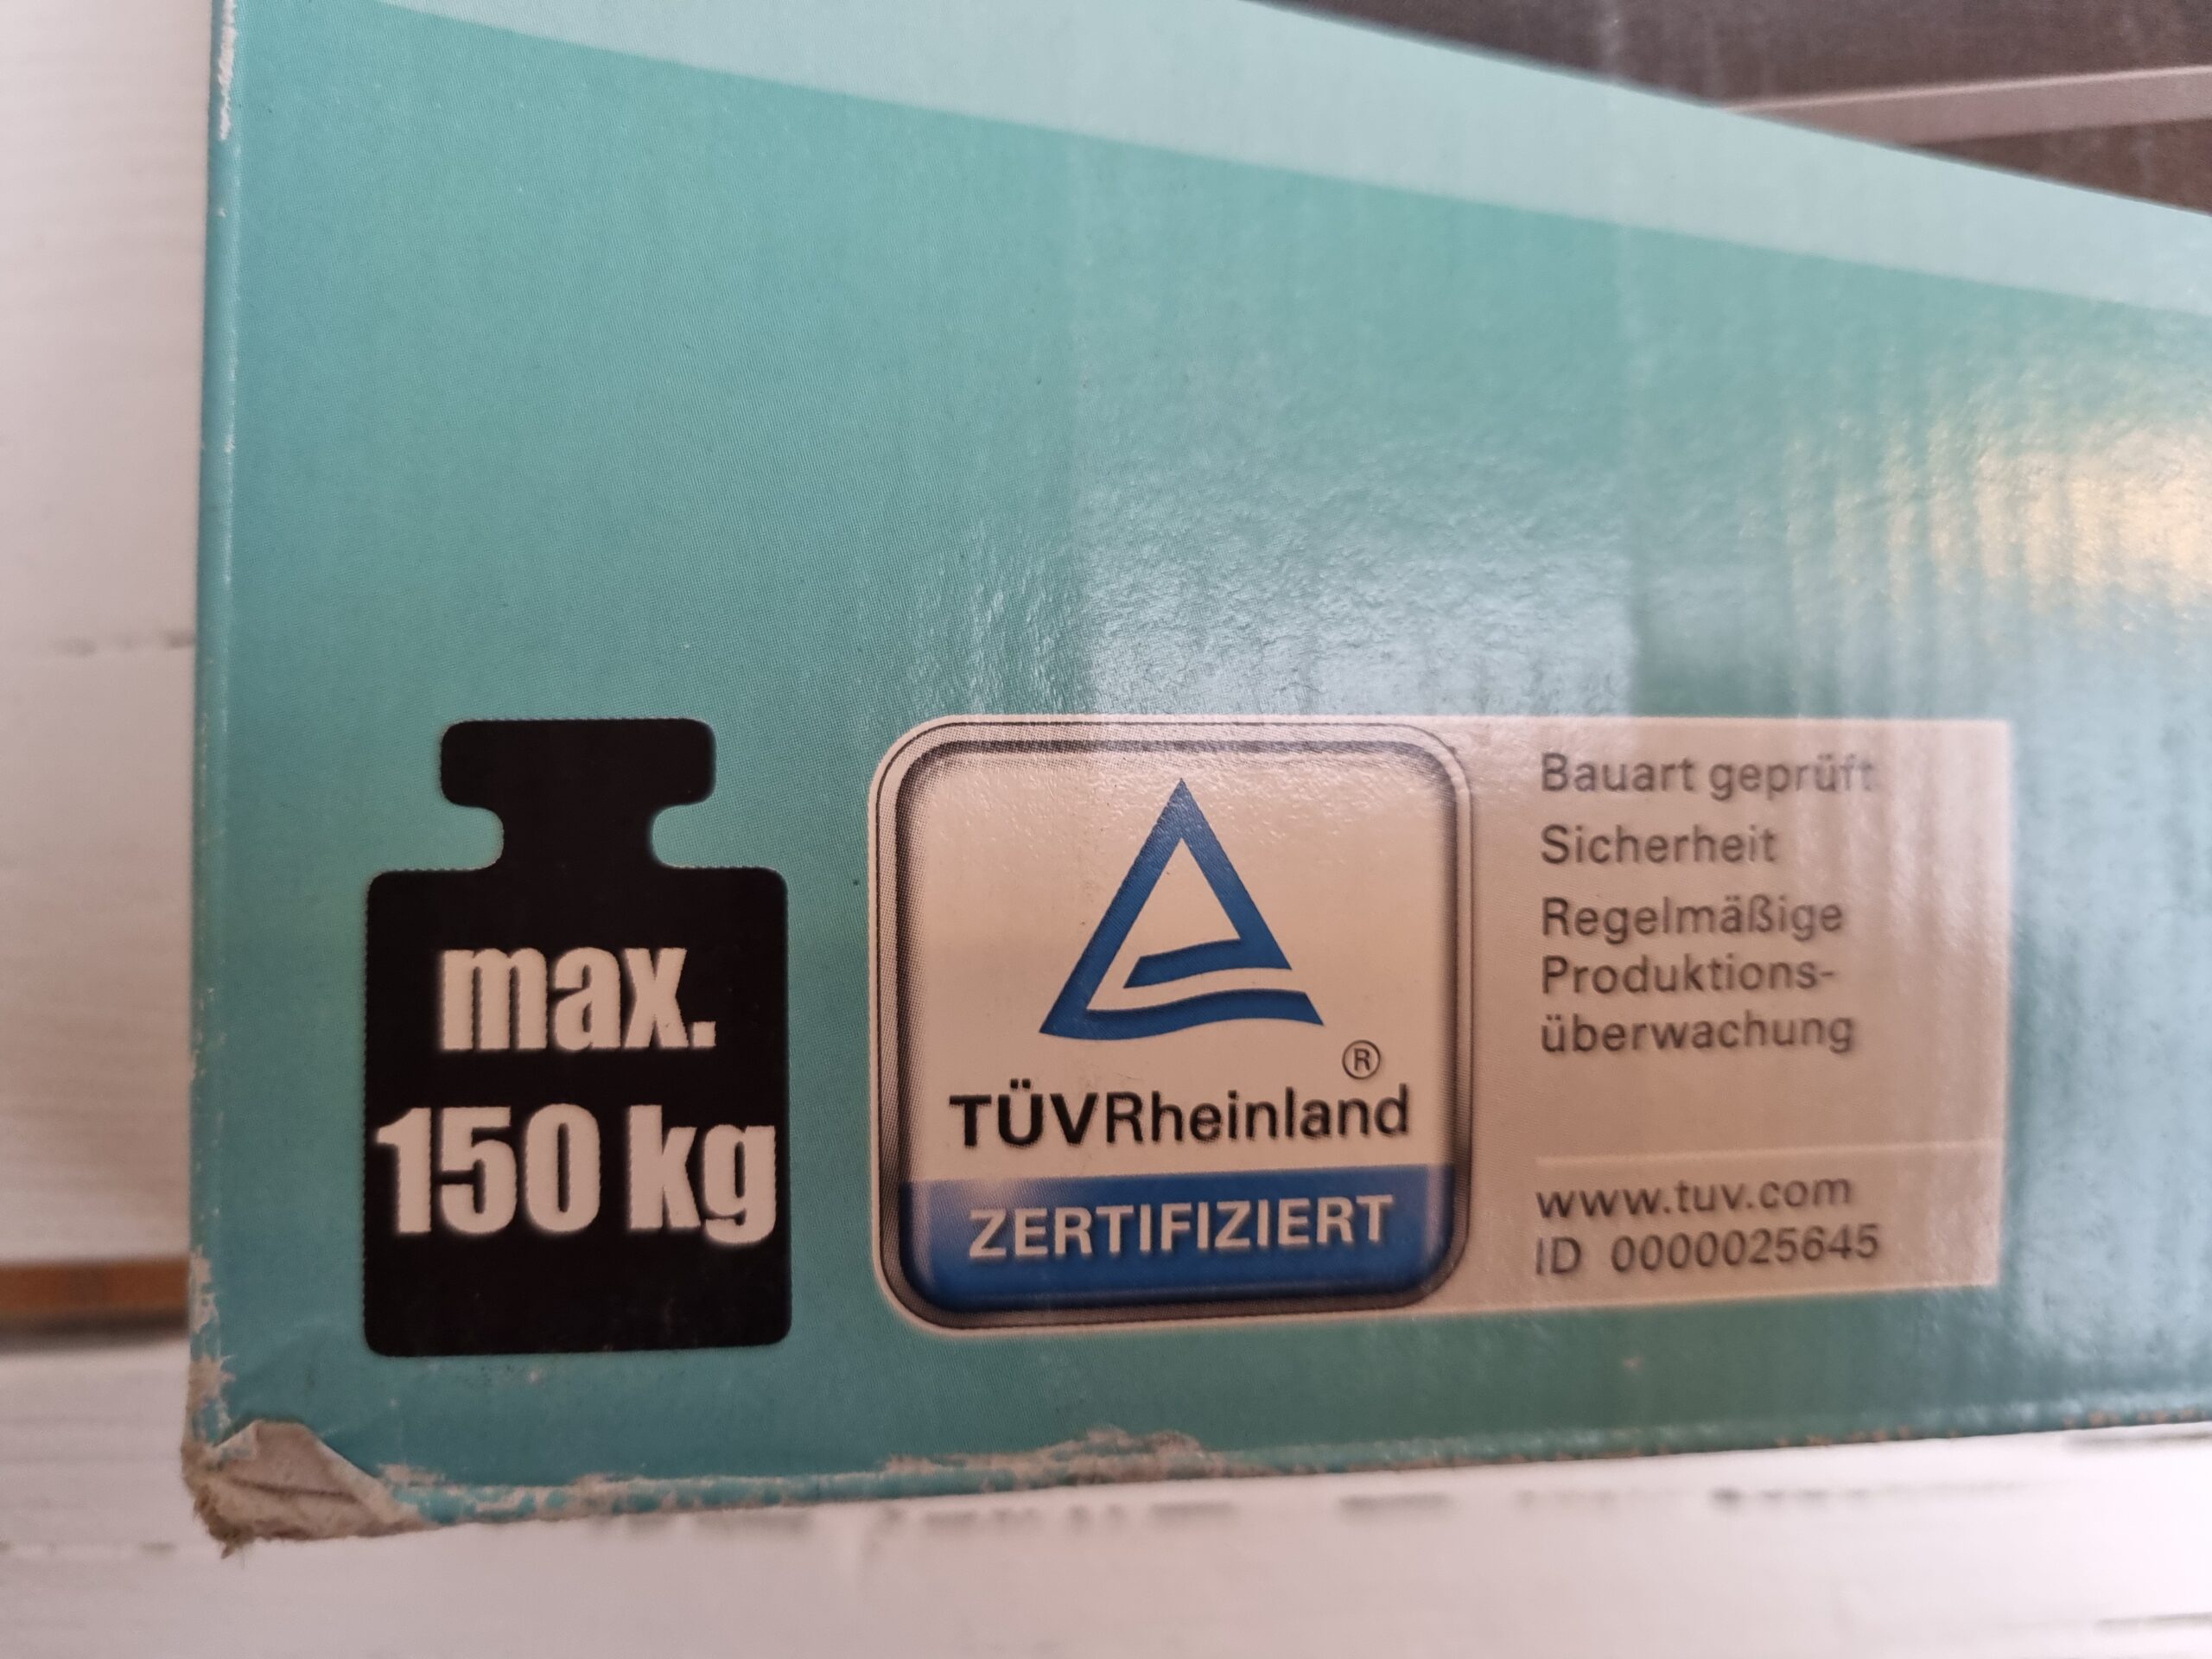 max.
150 kg
®
TÜVRheinland
ZERTIFIZIERT
Bauart geprüft
Sicherheit
Regelmäßige
Produktions-
überwachung
www.tuv.com
ID 0000025645